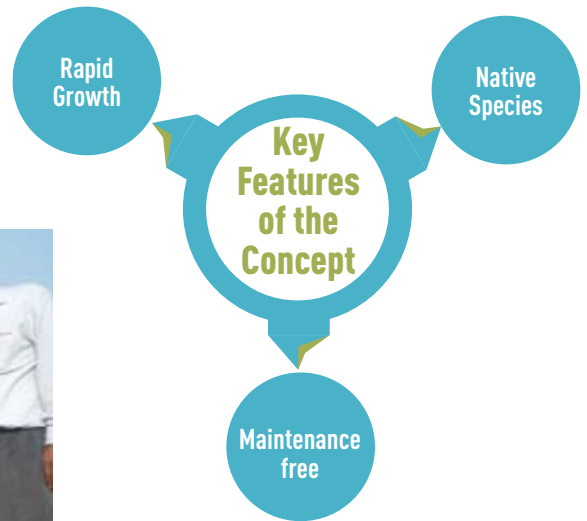 Rapid
Growth
Native
Species
Key
Features
of the
Concept
Maintenance
free